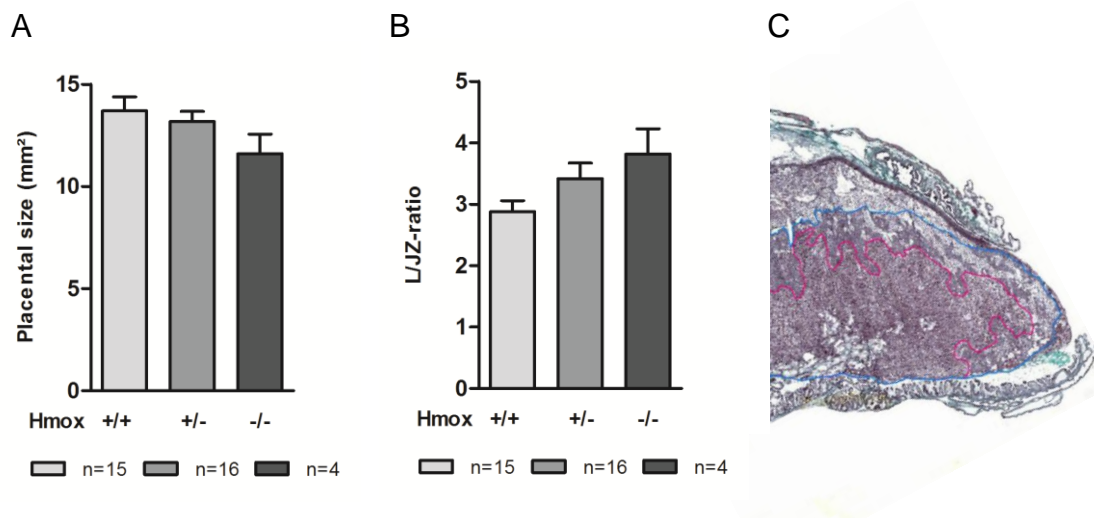 A
Placental size (mm²)
15
10
5
0
Hmox +/+ +/- -/-
n=15 n=16 n=4
B
L/JZ-ratio
5
4
3
2
1
0
Hmox +/+ +/- -/-
n=15 n=16 n=4
C